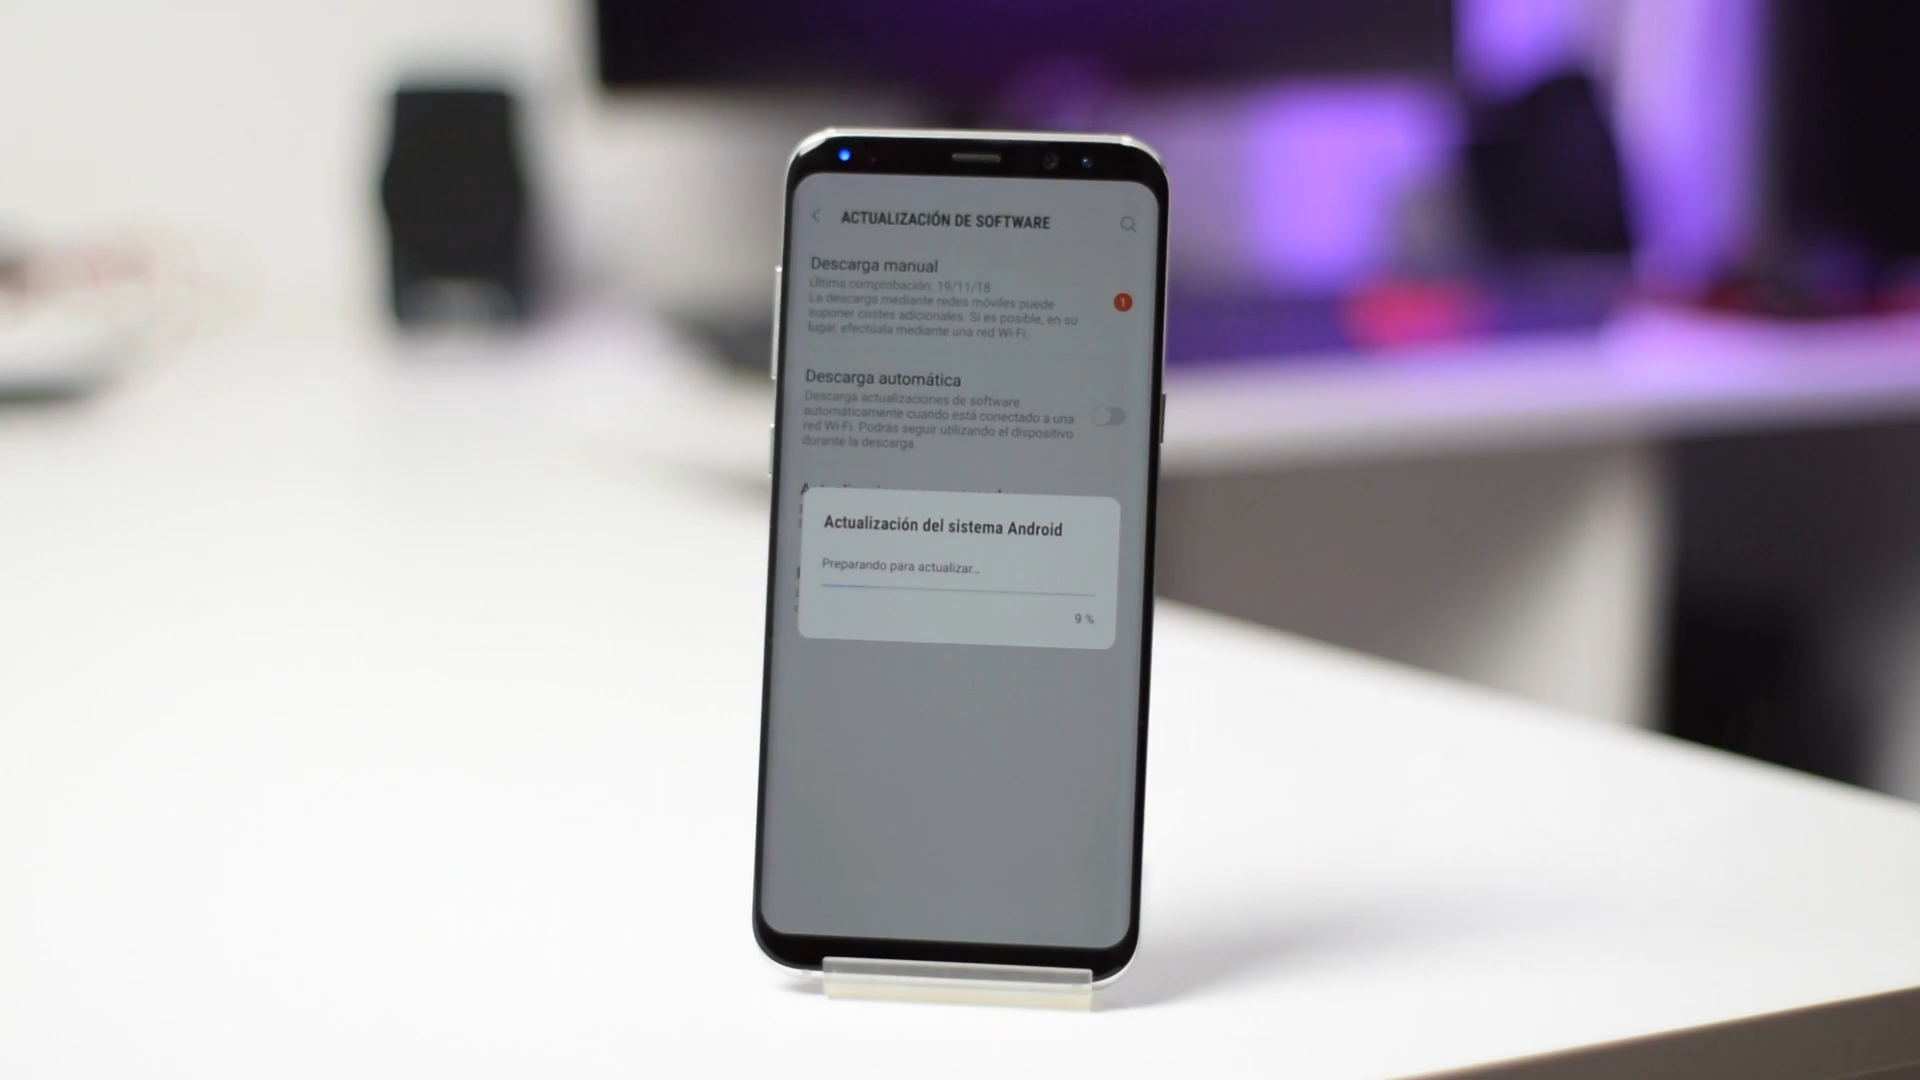 ACTUALIZACIÓN DE SOFTWARE
Descarga manual
Última comprobación: 19/11/18
La descarga mediante redes móviles puede
suponer costes adicionales. Si es posible, en su
lugar, efectúala mediante una red Wi-Fi.
1
Descarga automática
Descarga actualizaciones de software
automáticamente cuando está conectado a una
red Wi-Fi. Podrás seguir utilizando el dispositivo
durante la descarga.
Actualización del sistema Android
Preparando para actualizar...
9 %